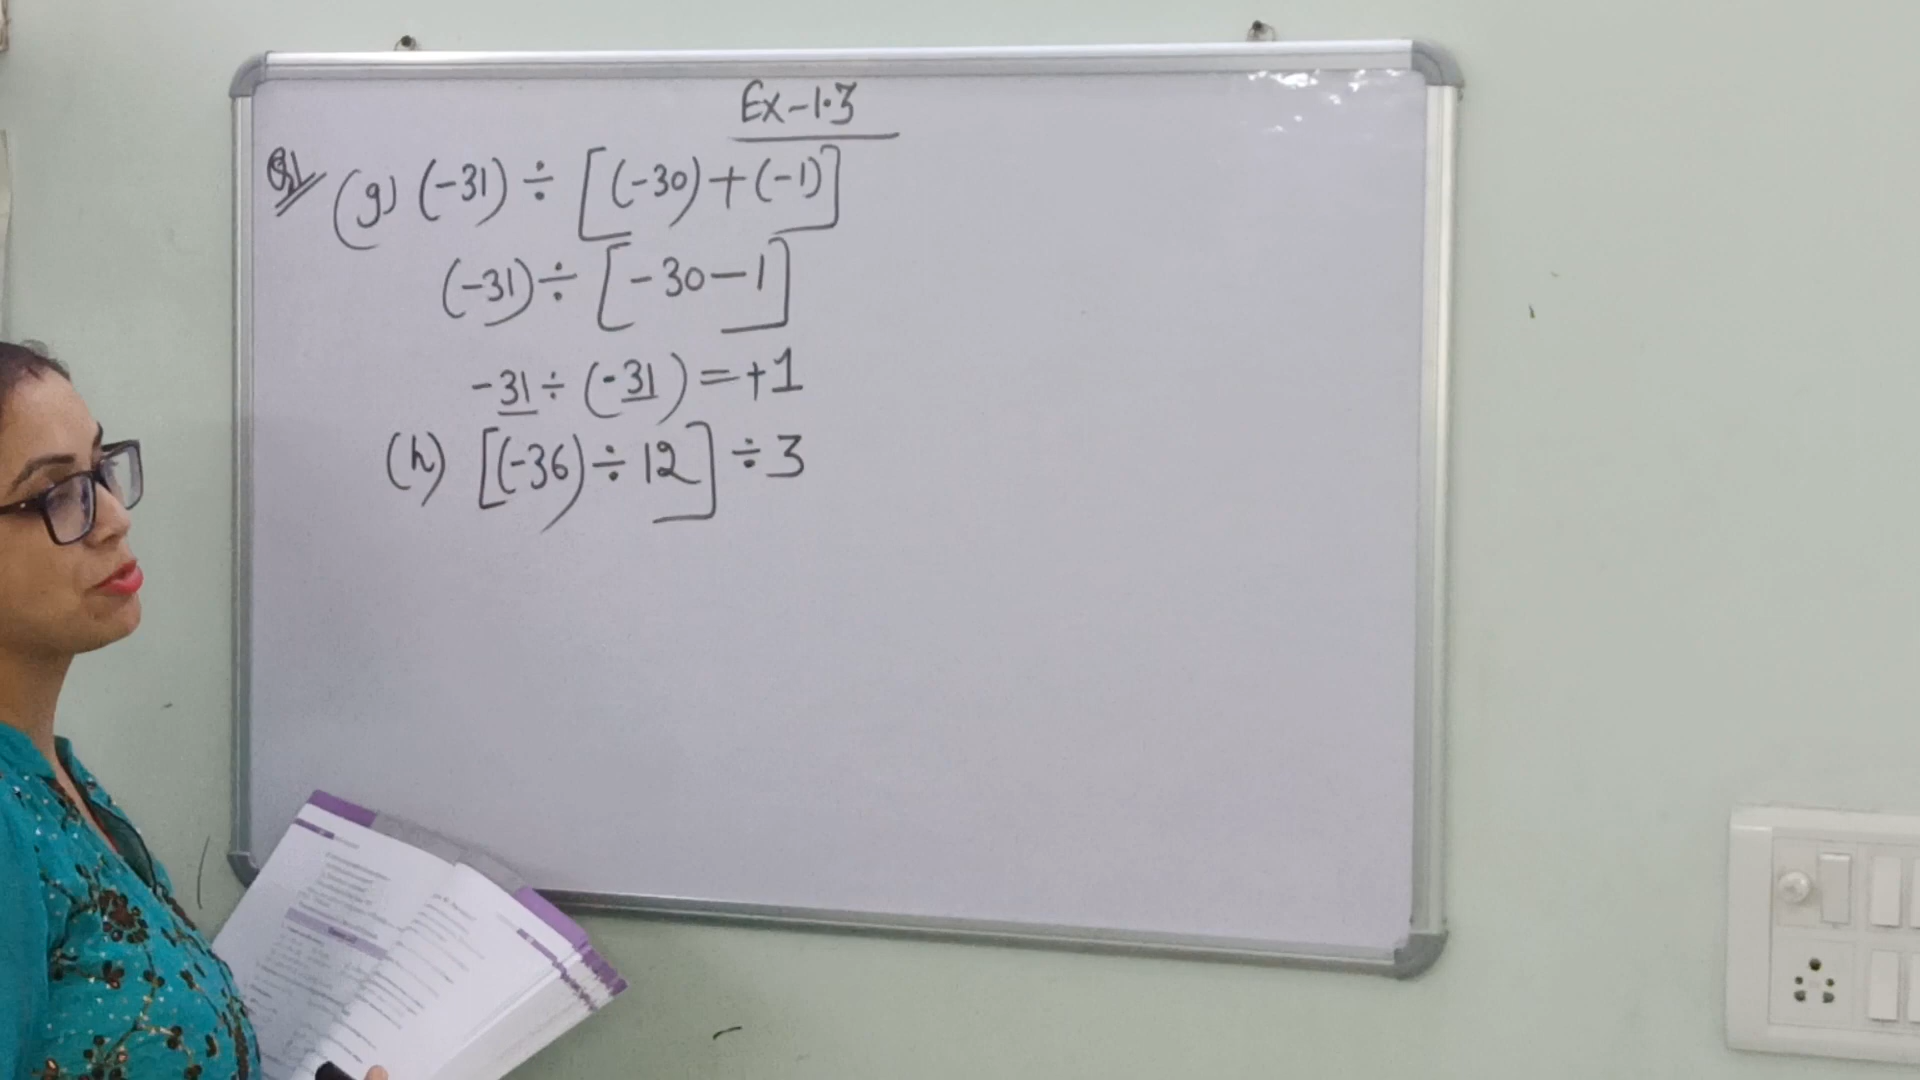 Ex-1.3
Q1 (g) (-31) ÷ [(-30)+(-1)]
(-31) ÷ [-30-1]
-31 ÷ (-31) = +1
(h) [(-36) ÷ 12] ÷ 3